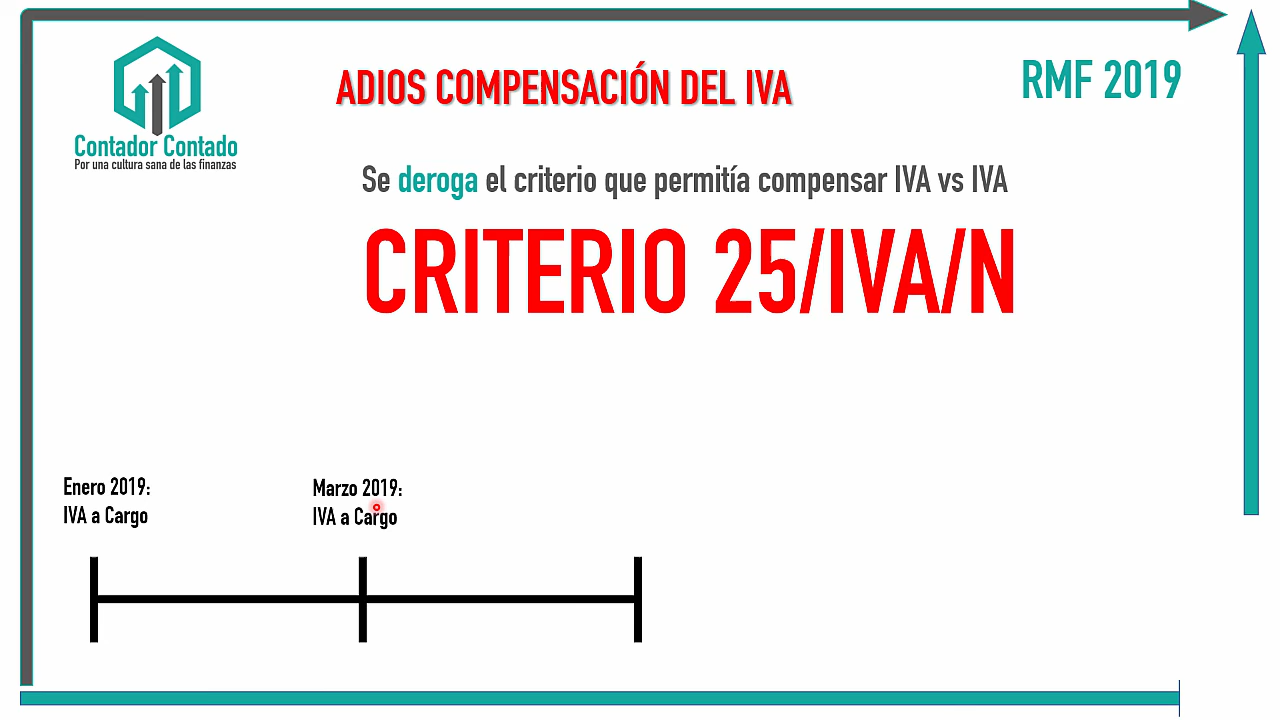 Contador Contado
Por una cultura sana de las finanzas
ADIOS COMPENSACIÓN DEL IVA
RMF 2019
Se deroga el criterio que permitía compensar IVA vs IVA
CRITERIO 25/IVA/N
Enero 2019:
IVA a Cargo
Marzo 2019:
IVA a Cargo